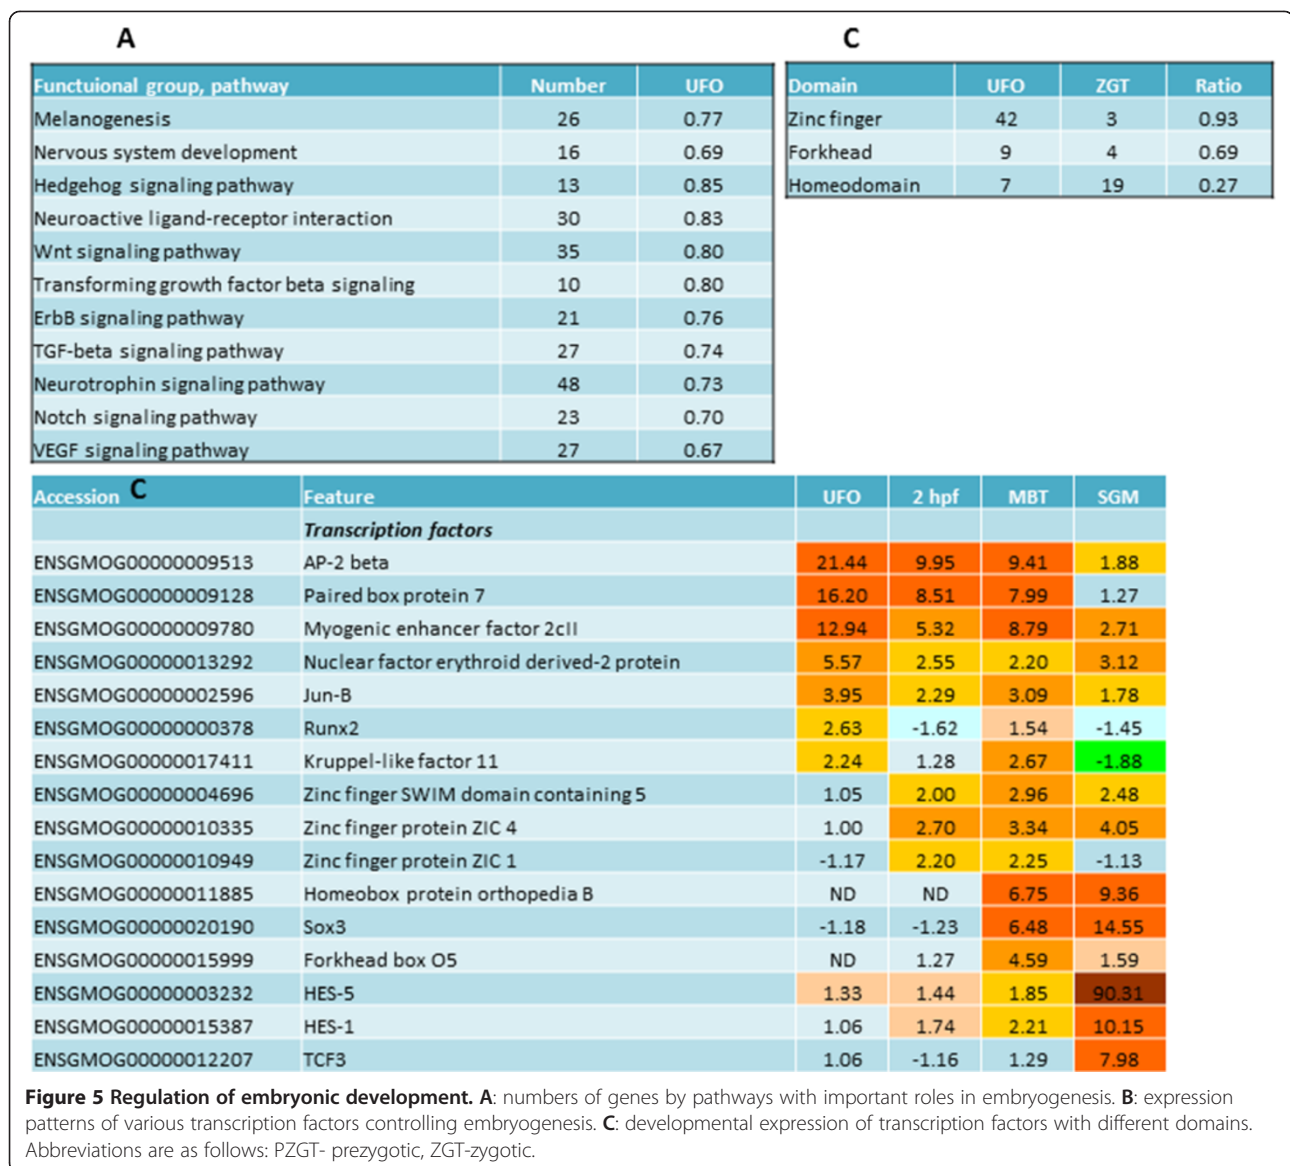 A
Functuional group, pathway Number UFO
Melanogenesis 26 0.77
Nervous system development 16 0.69
Hedgehog signaling pathway 13 0.85
Neuroactive ligand-receptor interaction 30 0.83
Wnt signaling pathway 35 0.80
Transforming growth factor beta signaling 10 0.80
ErbB signaling pathway 21 0.76
TGF-beta signaling pathway 27 0.74
Neurotrophin signaling pathway 48 0.73
Notch signaling pathway 23 0.70
VEGF signaling pathway 27 0.67
C
Domain UFO ZGT Ratio
Zinc finger 42 3 0.93
Forkhead 9 4 0.69
Homeodomain 7 19 0.27
Accession C Feature UFO 2 hpf MBT SGM
Transcription factors
ENSGMOG00000009513 AP-2 beta 21.44 9.95 9.41 1.88
ENSGMOG00000009128 Paired box protein 7 16.20 8.51 7.99 1.27
ENSGMOG00000009780 Myogenic enhancer factor 2cII 12.94 5.32 8.79 2.71
ENSGMOG00000013292 Nuclear factor erythroid derived-2 protein 5.57 2.55 2.20 3.12
ENSGMOG00000002596 Jun-B 3.95 2.29 3.09 1.78
ENSGMOG00000000378 Runx2 2.63 -1.62 1.54 -1.45
ENSGMOG00000017411 Kruppel-like factor 11 2.24 1.28 2.67 -1.88
ENSGMOG00000004696 Zinc finger SWIM domain containing 5 1.05 2.00 2.96 2.48
ENSGMOG00000010335 Zinc finger protein ZIC 4 1.00 2.70 3.34 4.05
ENSGMOG00000010949 Zinc finger protein ZIC 1 -1.17 2.20 2.25 -1.13
ENSGMOG00000011885 Homeobox protein orthopedia B ND ND 6.75 9.36
ENSGMOG00000020190 Sox3 -1.18 -1.23 6.48 14.55
ENSGMOG00000015999 Forkhead box O5 ND 1.27 4.59 1.59
ENSGMOG00000003232 HES-5 1.33 1.44 1.85 90.31
ENSGMOG00000015387 HES-1 1.06 1.74 2.21 10.15
ENSGMOG00000012207 TCF3 1.06 -1.16 1.29 7.98
Figure 5 Regulation of embryonic development. A: numbers of genes by pathways with important roles in embryogenesis. B: expression
patterns of various transcription factors controlling embryogenesis. C: developmental expression of transcription factors with different domains.
Abbreviations are as follows: PZGT- prezygotic, ZGT-zygotic.